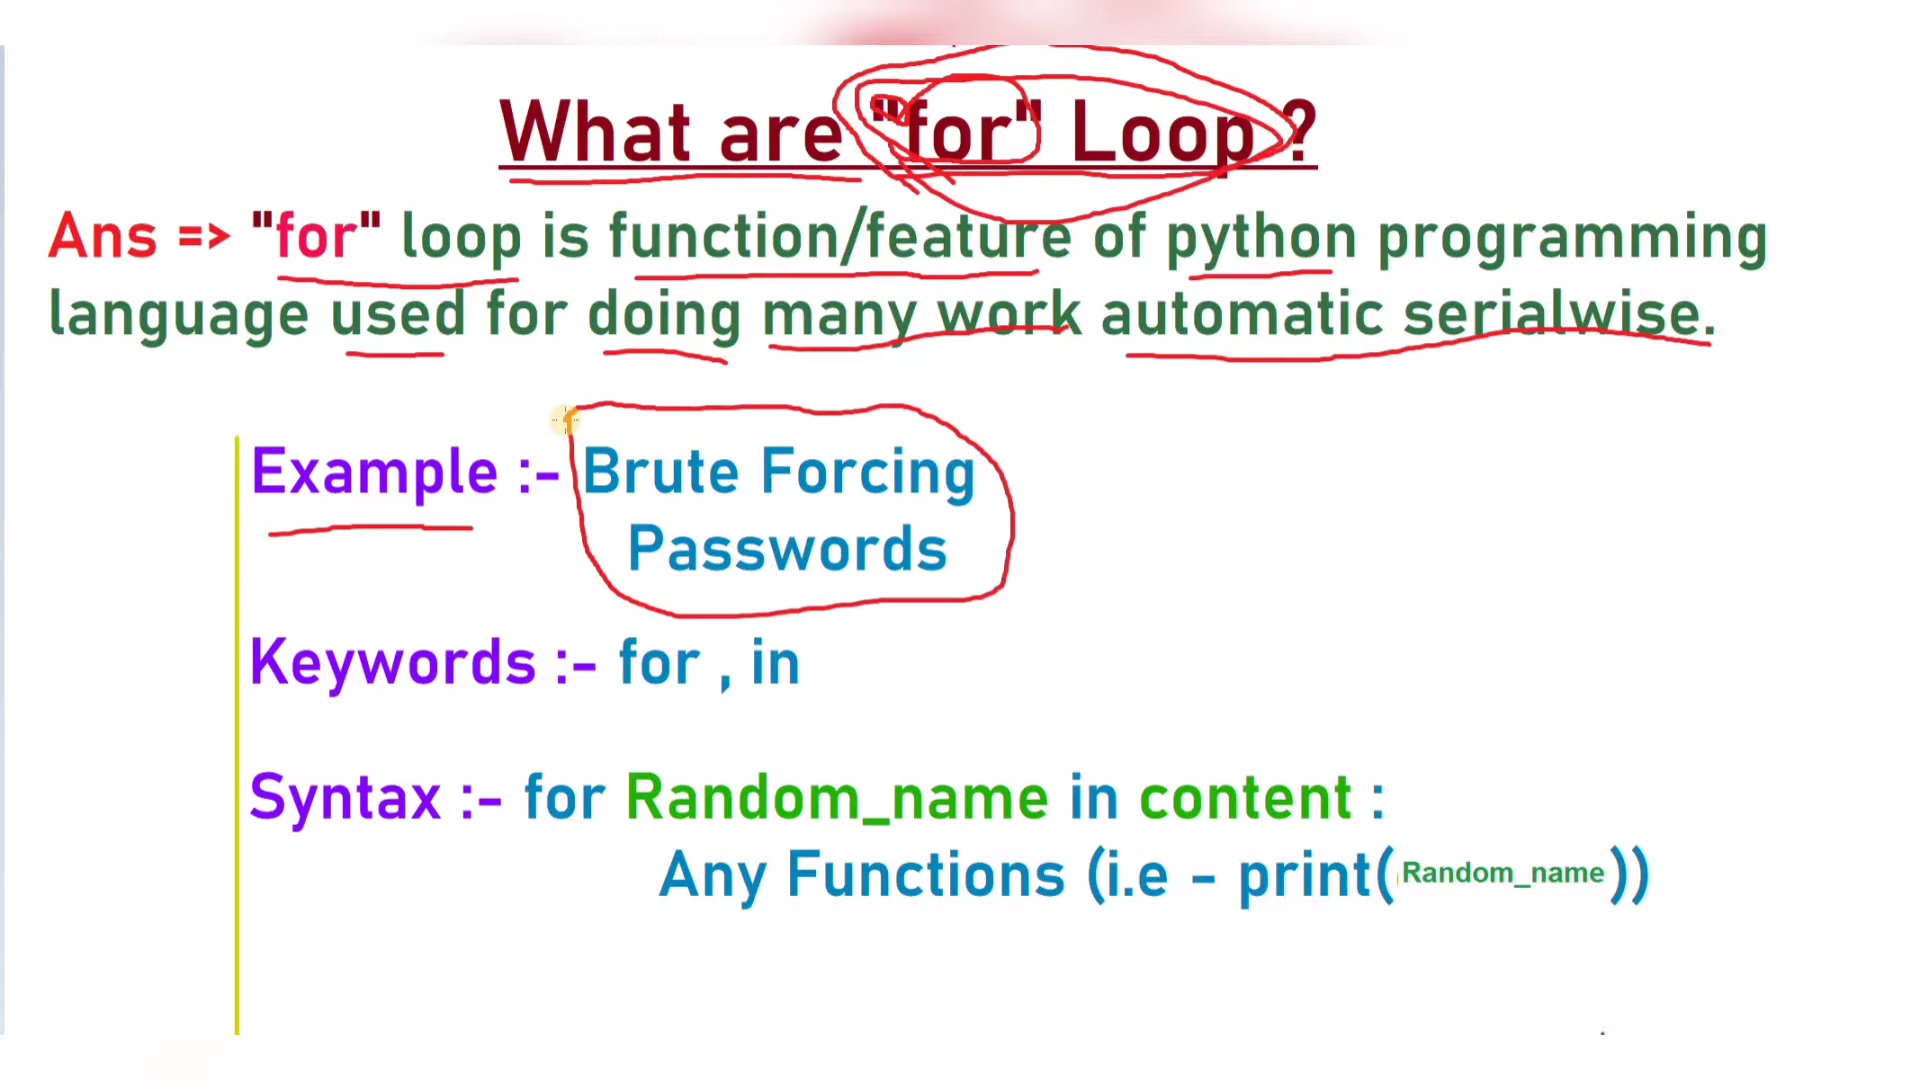 What are "for" Loop ?
Ans => "for" loop is function/feature of python programming
language used for doing many work automatic serialwise.
Example :- Brute Forcing
Passwords
Keywords :- for , in
Syntax :- for Random_name in content :
Any Functions (i.e - print(Random_name))